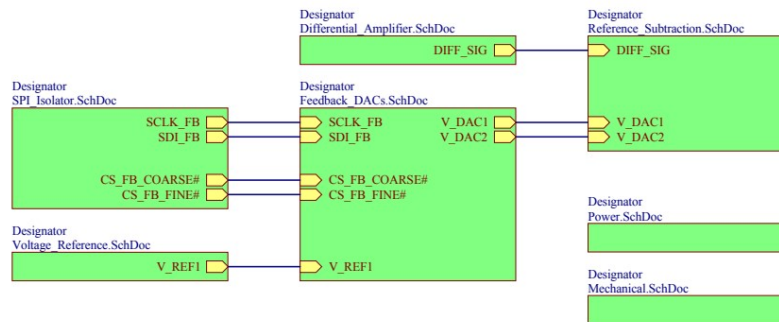 Designator
Differential_Amplifier.SchDoc
DIFF_SIG
Designator
Reference_Subtraction.SchDoc
DIFF_SIG
V_DAC1
V_DAC2
Designator
SPI_Isolator.SchDoc
SCLK_FB
SDI_FB
CS_FB_COARSE#
CS_FB_FINE#
Designator
Feedback_DACs.SchDoc
SCLK_FB
SDI_FB
CS_FB_COARSE#
CS_FB_FINE#
V_REF1
V_DAC1
V_DAC2
Designator
Voltage_Reference.SchDoc
V_REF1
Designator
Power.SchDoc
Designator
Mechanical.SchDoc